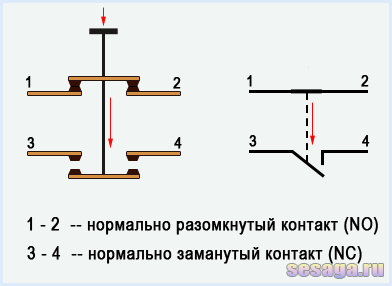 1 2 1 2
3 4 3 4
1 - 2 -- нормально разомкнутый контакт (NO)
3 - 4 -- нормально заманутый контакт (NC)
sesaga.ru